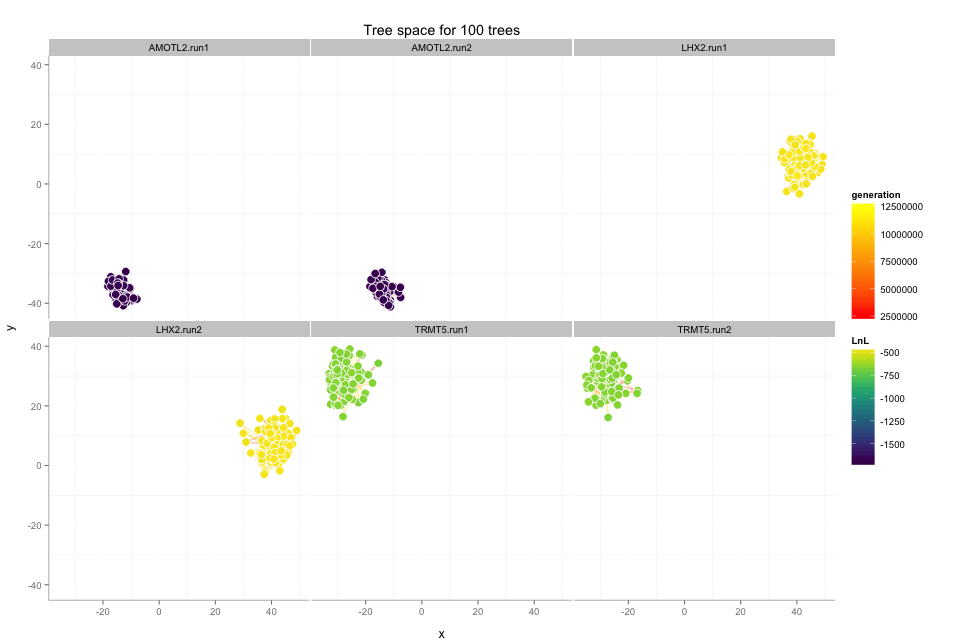 Tree space for 100 trees
AMOTL2.run1 AMOTL2.run2 LHX2.run1
40
20
0
-20
-40
LHX2.run2 TRMT5.run1 TRMT5.run2
40
20
0
-20
-40
-20 0 20 40 -20 0 20 40 -20 0 20 40
x
y
generation
12500000
10000000
7500000
5000000
2500000
LnL
-500
-750
-1000
-1250
-1500